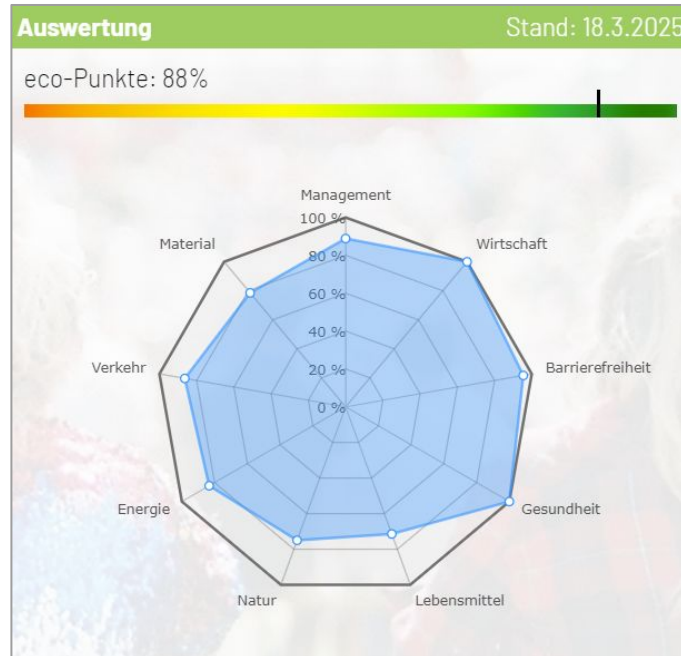 Auswertung Stand: 18.3.2025
eco-Punkte: 88%
Management
100 %
Material Wirtschaft
80 %
60 %
40 %
Verkehr Barrierefreiheit
20 %
0 %
Energie Gesundheit
Natur Lebensmittel